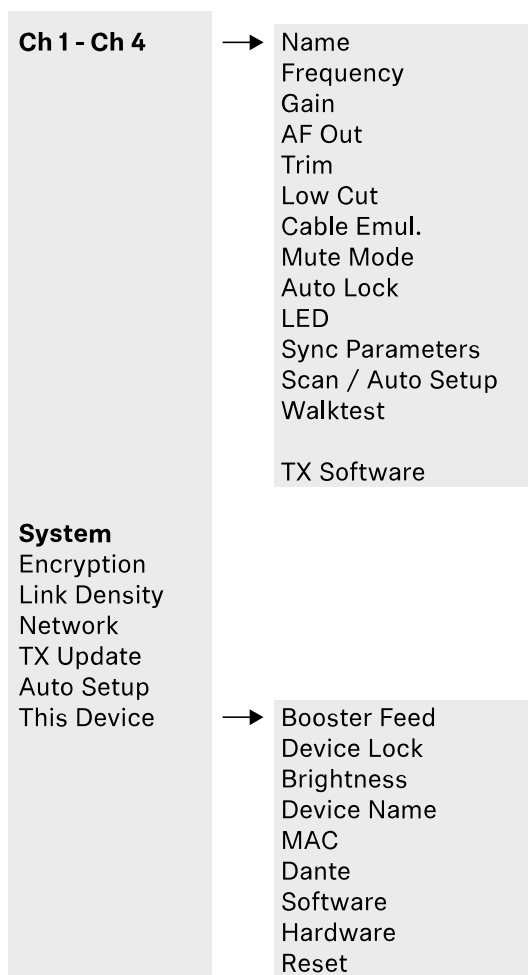 Ch 1 - Ch 4
Name
Frequency
Gain
AF Out
Trim
Low Cut
Cable Emul.
Mute Mode
Auto Lock
LED
Sync Parameters
Scan / Auto Setup
Walktest
TX Software
System
Encryption
Link Density
Network
TX Update
Auto Setup
This Device
Booster Feed
Device Lock
Brightness
Device Name
MAC
Dante
Software
Hardware
Reset